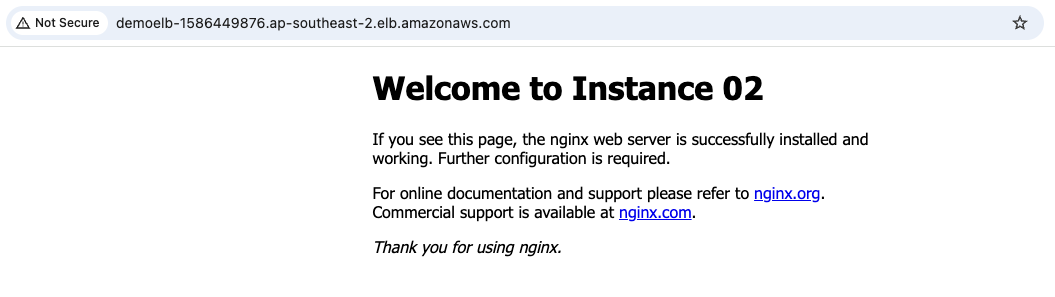 Not Secure demoelb-1586449876.ap-southeast-2.elb.amazonaws.com
Welcome to Instance 02
If you see this page, the nginx web server is successfully installed and
working. Further configuration is required.
For online documentation and support please refer to nginx.org.
Commercial support is available at nginx.com.
Thank you for using nginx.